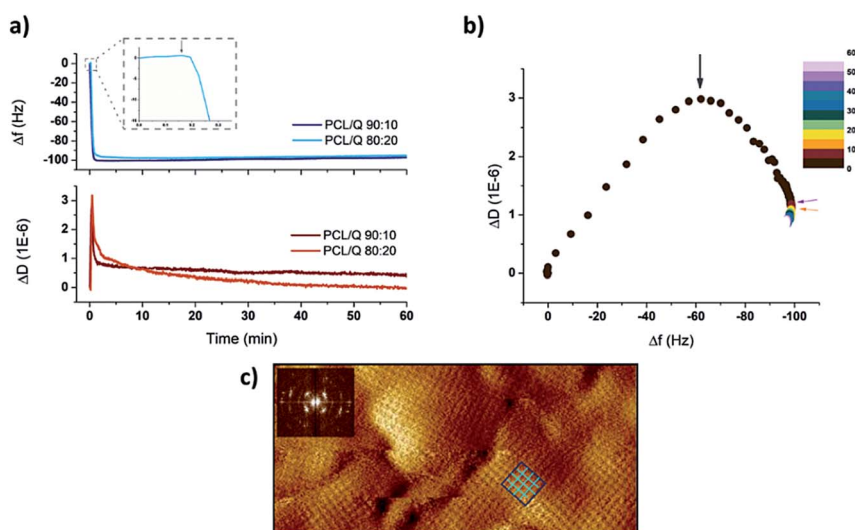 a)
Δf (Hz)
0
-20
-40
-60
-80
-100
PCL/Q 90:10
PCL/Q 80:20
ΔD (1E-6)
3
2
1
0
PCL/Q 90:10
PCL/Q 80:20
0 10 20 30 40 50 60
Time (min)
b)
ΔD (1E-6)
3
2
1
0
0 -20 -40 -60 -80 -100
Δf (Hz)
60
50
40
30
20
10
0
c)